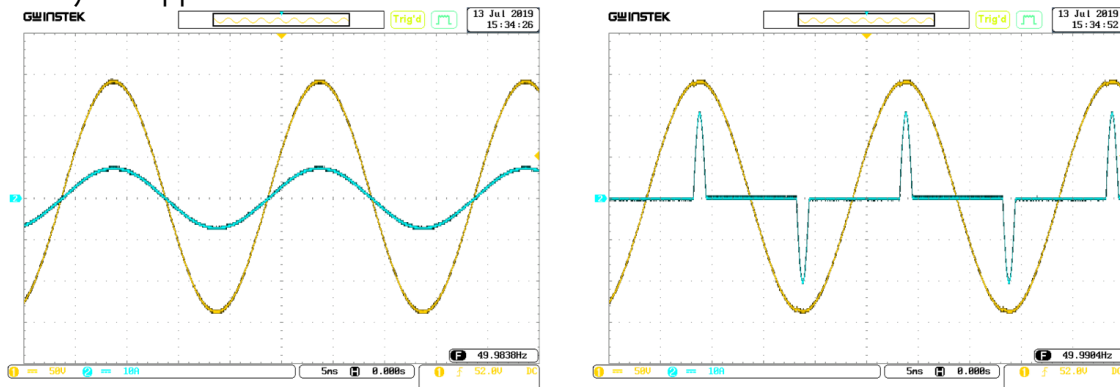 GWINSTEK Trig'd 13 Jul 2019
15:34:26
2
F 49.9838Hz
1 50V 2 10A 5ms H 0.000s 1 52.0V DC
GWINSTEK Trig'd 13 Jul 2019
15:34:52
2
F 49.9904Hz
1 50V 2 10A 5ms H 0.000s 1 52.0V